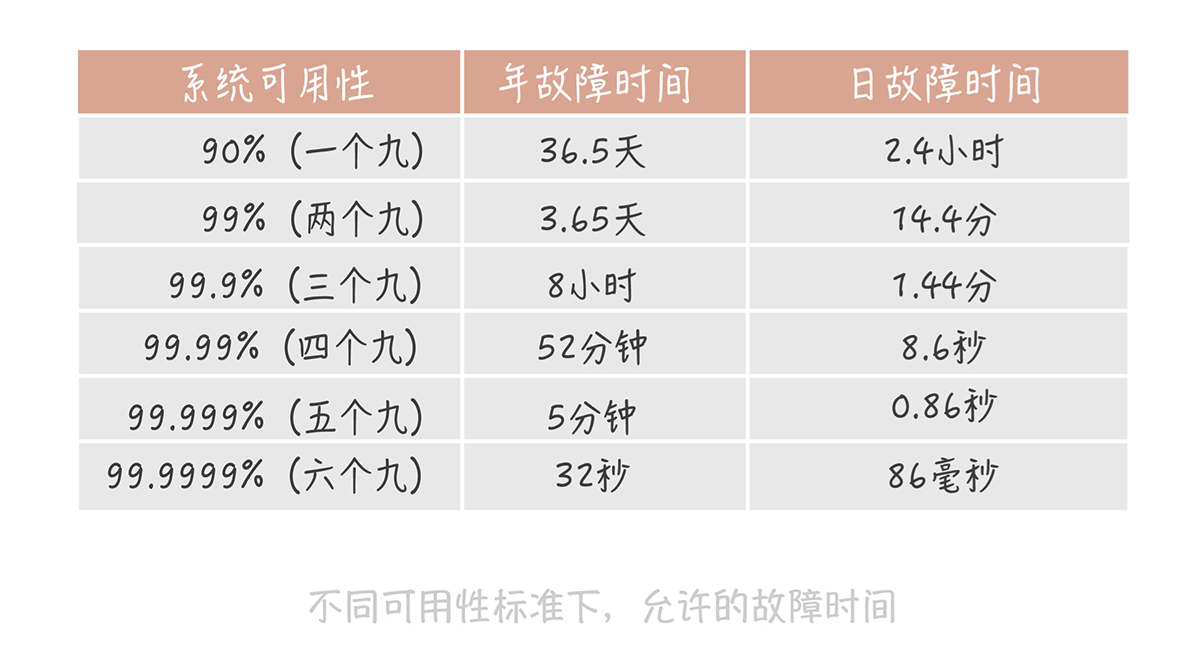 系统可用性 年故障时间 日故障时间
90% (一个九) 36.5天 2.4小时
99% (两个九) 3.65天 14.4分
99.9% (三个九) 8小时 1.44分
99.99% (四个九) 52分钟 8.6秒
99.999% (五个九) 5分钟 0.86秒
99.9999% (六个九) 32秒 86毫秒
不同可用性标准下，允许的故障时间